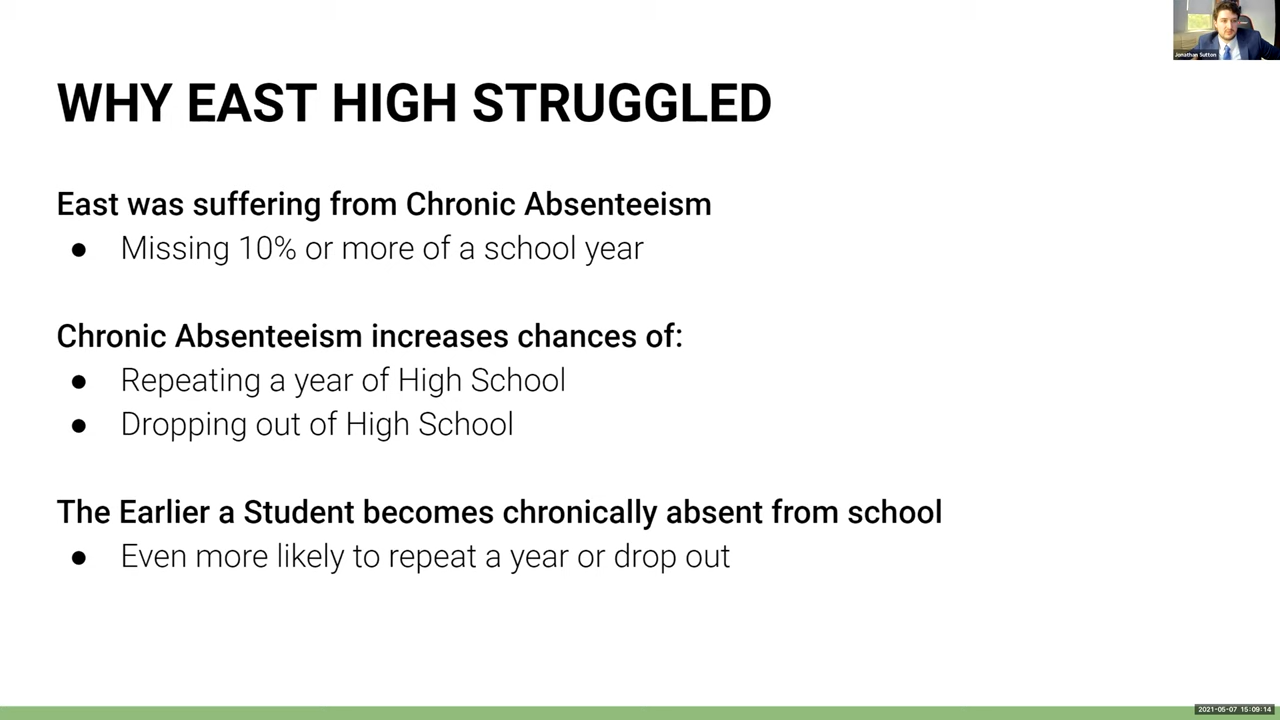 Jonathan Sutton
WHY EAST HIGH STRUGGLED
East was suffering from Chronic Absenteeism
● Missing 10% or more of a school year
Chronic Absenteeism increases chances of:
● Repeating a year of High School
● Dropping out of High School
The Earlier a Student becomes chronically absent from school
● Even more likely to repeat a year or drop out
2021-05-07 15:09:14